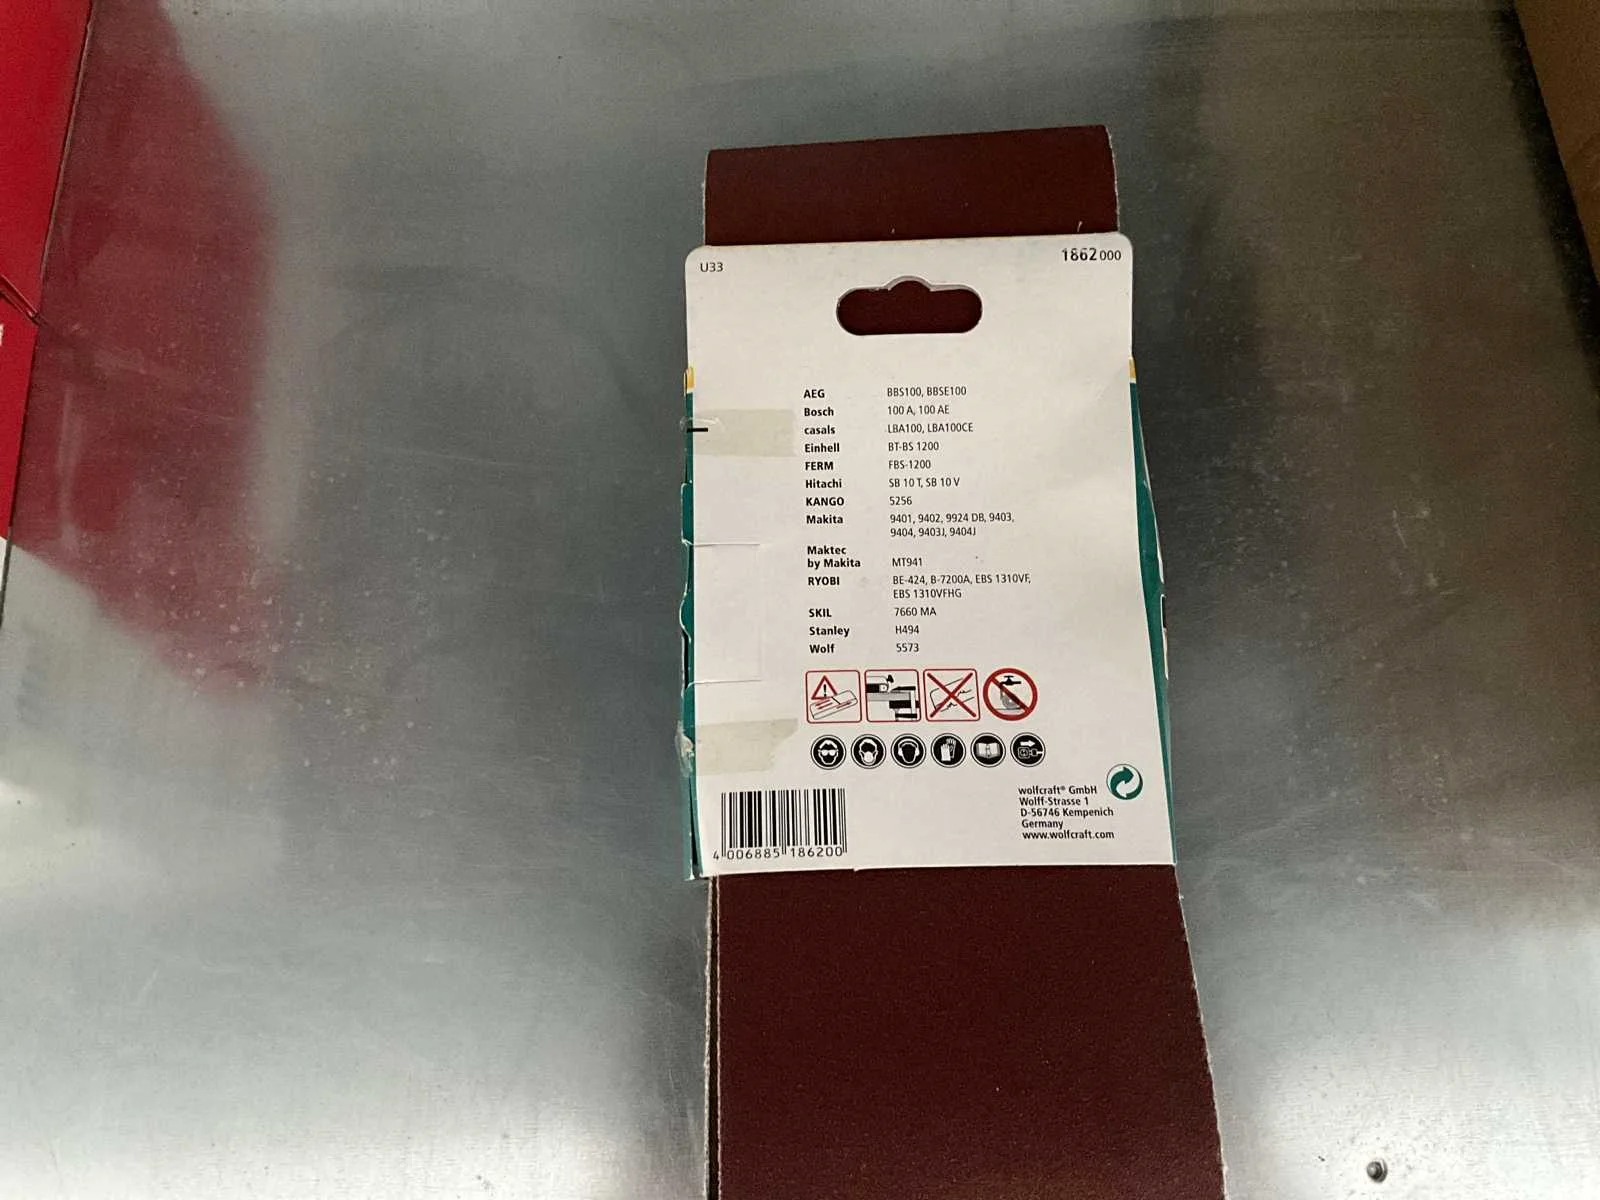 U33
1862000
AEG BBS100, BBSE100
Bosch 100 A, 100 AE
casals LBA100, LBA100CE
Einhell BT-BS 1200
FERM FBS-1200
Hitachi SB 10 T, SB 10 V
KANGO 5256
Makita 9401, 9402, 9924 DB, 9403,
9404, 9403J, 9404J
Maktec
by Makita MT941
RYOBI BE-424, B-7200A, EBS 1310VF,
EBS 1310VFHG
SKIL 7660 MA
Stanley H494
Wolf 5573
wolfcraft® GmbH
Wolff-Strasse 1
D-56746 Kempenich
Germany
www.wolfcraft.com
4 006885 186200